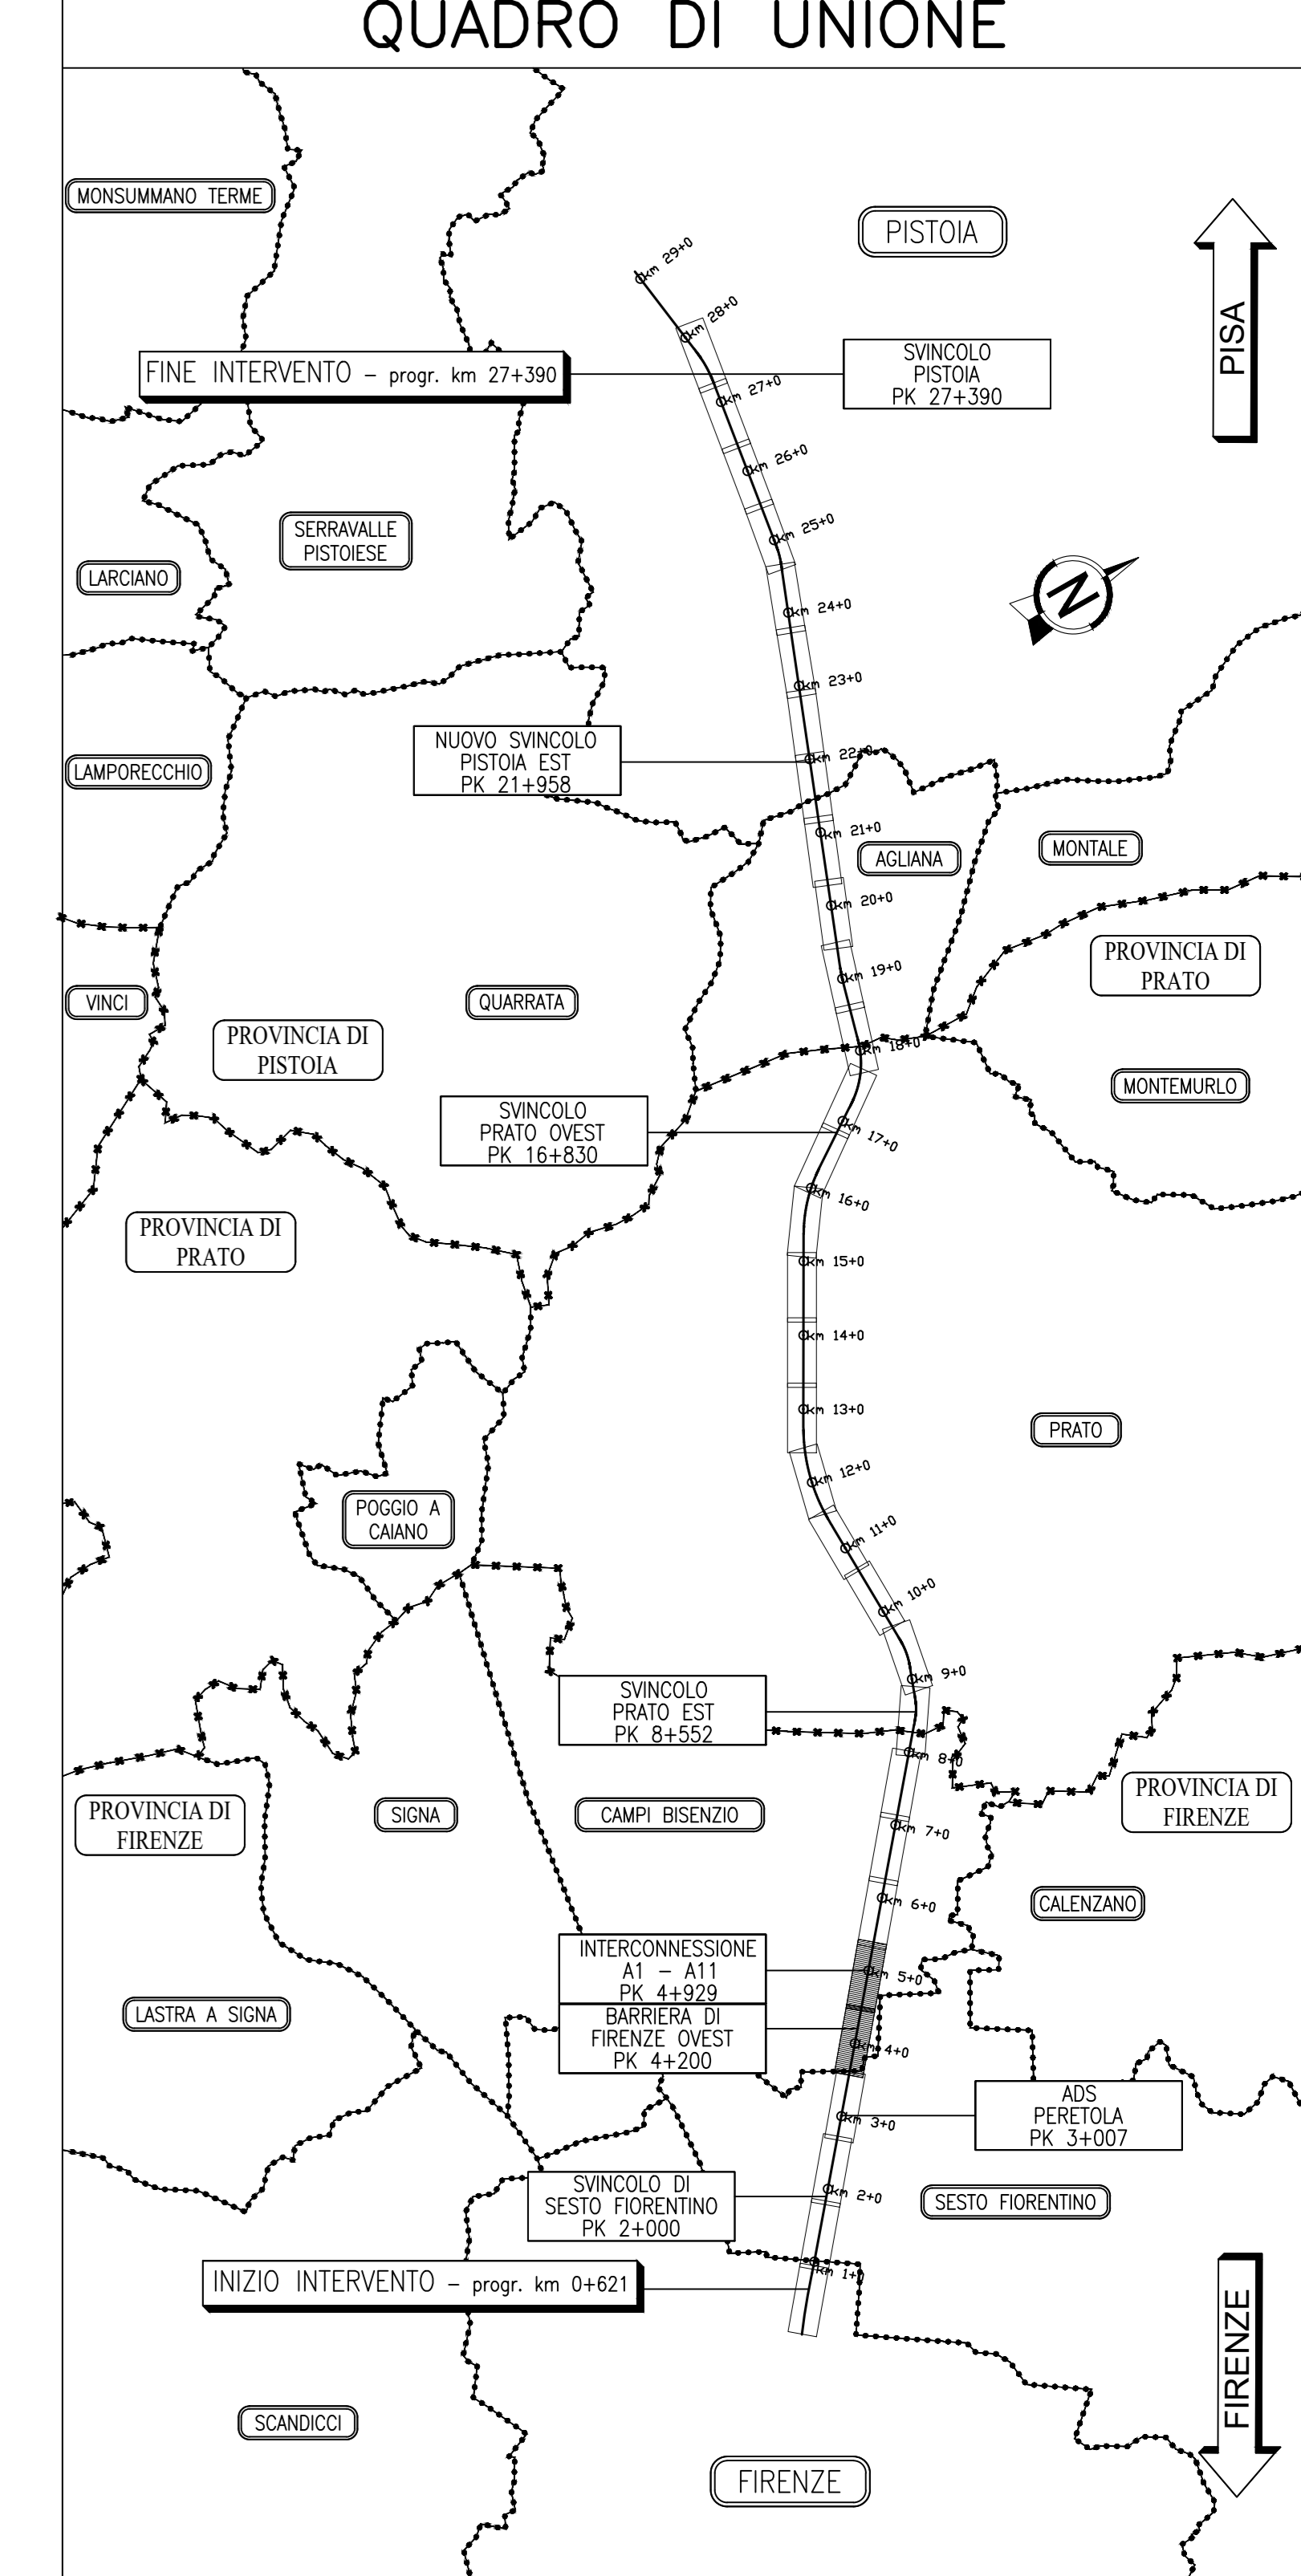 QUADRO DI UNIONE
MONSUMMANO TERME
PISTOIA
PISA
km 29+0
km 28+0
FINE INTERVENTO - progr. km 27+390
SVINCOLO
PISTOIA
PK 27+390
km 27+0
km 26+0
SERRAVALLE
PISTOIESE
km 25+0
LARCIANO
N
km 24+0
km 23+0
NUOVO SVINCOLO
PISTOIA EST
PK 21+958
km 22+0
LAMPORECCHIO
km 21+0
AGLIANA
MONTALE
km 20+0
PROVINCIA DI
PRATO
km 19+0
VINCI
QUARRATA
PROVINCIA DI
PISTOIA
km 18+0
MONTEMURLO
SVINCOLO
PRATO OVEST
PK 16+830
km 17+0
km 16+0
PROVINCIA DI
PRATO
km 15+0
km 14+0
km 13+0
PRATO
km 12+0
POGGIO A
CAIANO
km 11+0
km 10+0
km 9+0
SVINCOLO
PRATO EST
PK 8+552
km 8+0
PROVINCIA DI
FIRENZE
SIGNA
CAMPI BISENZIO
PROVINCIA DI
FIRENZE
km 7+0
km 6+0
CALENZANO
INTERCONNESSIONE
A1 - A11
PK 4+929
km 5+0
LASTRA A SIGNA
BARRIERA DI
FIRENZE OVEST
PK 4+200
km 4+0
ADS
PERETOLA
PK 3+007
km 3+0
SVINCOLO DI
SESTO FIORENTINO
PK 2+000
km 2+0
SESTO FIORENTINO
km 1+0
INIZIO INTERVENTO - progr. km 0+621
FIRENZE
SCANDICCI
FIRENZE